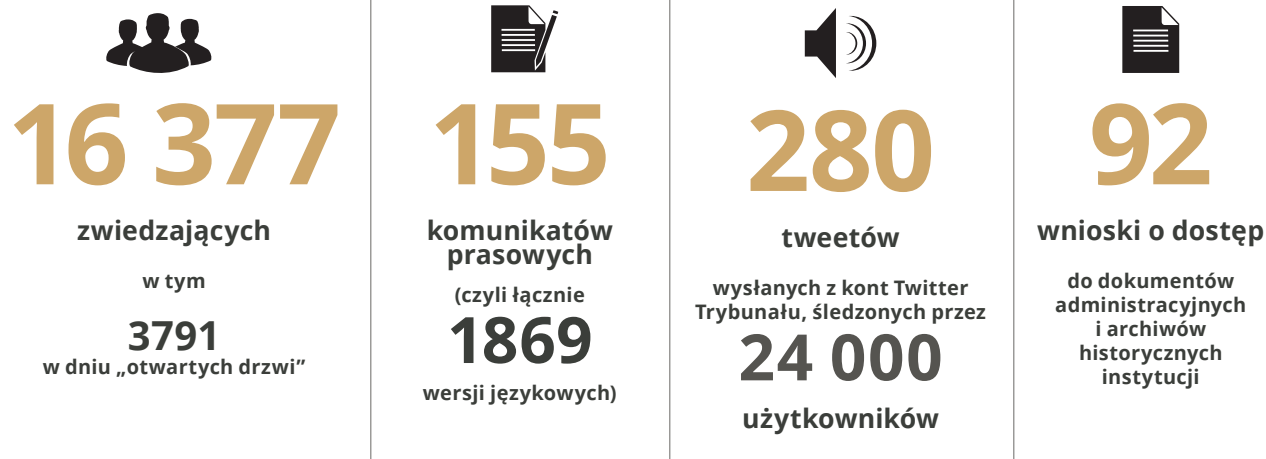 16 377
zwiedzających
w tym
3791
w dniu „otwartych drzwi”
155
komunikatów
prasowych
(czyli łącznie
1869
wersji językowych)
280
tweetów
wysłanych z kont Twitter
Trybunału, śledzonych przez
24 000
użytkowników
92
wnioski o dostęp
do dokumentów
administracyjnych
i archiwów
historycznych
instytucji